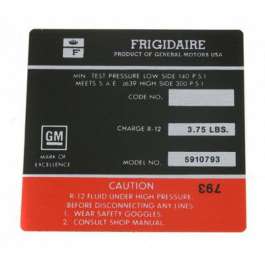 FRIGIDAIRE
F
PRODUCT OF GENERAL MOTORS USA
MIN. TEST PRESSURE LOW SIDE 140 P.S.I
MEETS S.A.E. J639 HIGH SIDE 300 P.S.I
CODE NO.
CHARGE R-12 3.75 LBS.
GM
MARK OF
EXCELLENCE
MODEL NO. 5910793
793
CAUTION
R-12 FLUID UNDER HIGH PRESSURE.
BEFORE DISCONNECTING ANY LINES
1. WEAR SAFETY GOGGLES.
2. CONSULT SHOP MANUAL.